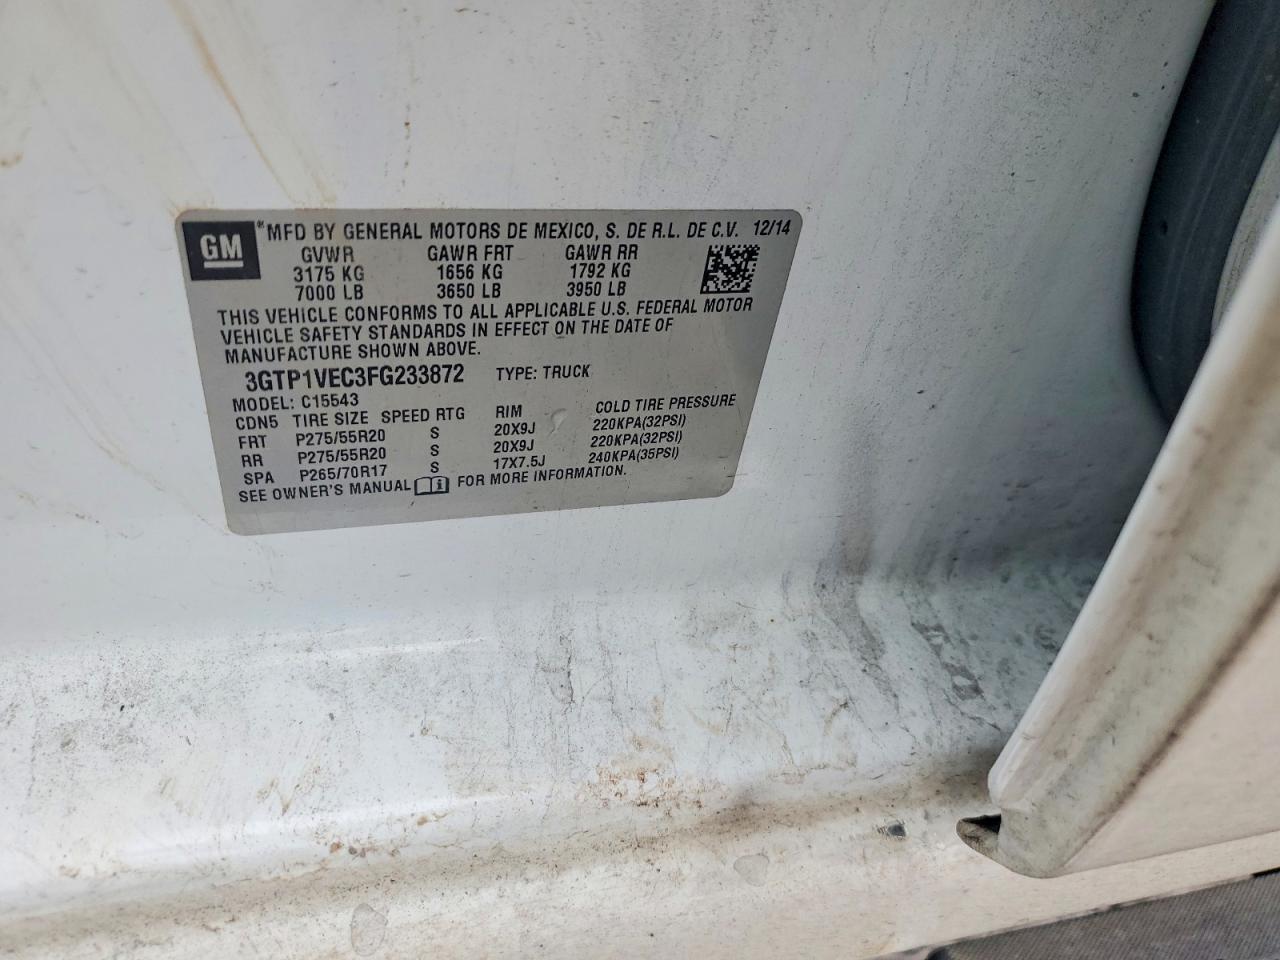 GM
*MFD BY GENERAL MOTORS DE MEXICO, S. DE R.L. DE C.V. 12/14
GVWR GAWR FRT GAWR RR
3175 KG 1656 KG 1792 KG
7000 LB 3650 LB 3950 LB
THIS VEHICLE CONFORMS TO ALL APPLICABLE U.S. FEDERAL MOTOR
VEHICLE SAFETY STANDARDS IN EFFECT ON THE DATE OF
MANUFACTURE SHOWN ABOVE.
3GTP1VEC3FG233872 TYPE: TRUCK
MODEL: C15543
CDN5 TIRE SIZE SPEED RTG RIM COLD TIRE PRESSURE
FRT P275/55R20 S 20X9J 220KPA(32PSI)
RR P275/55R20 S 20X9J 220KPA(32PSI)
SPA P265/70R17 S 17X7.5J 240KPA(35PSI)
SEE OWNER'S MANUAL i FOR MORE INFORMATION.